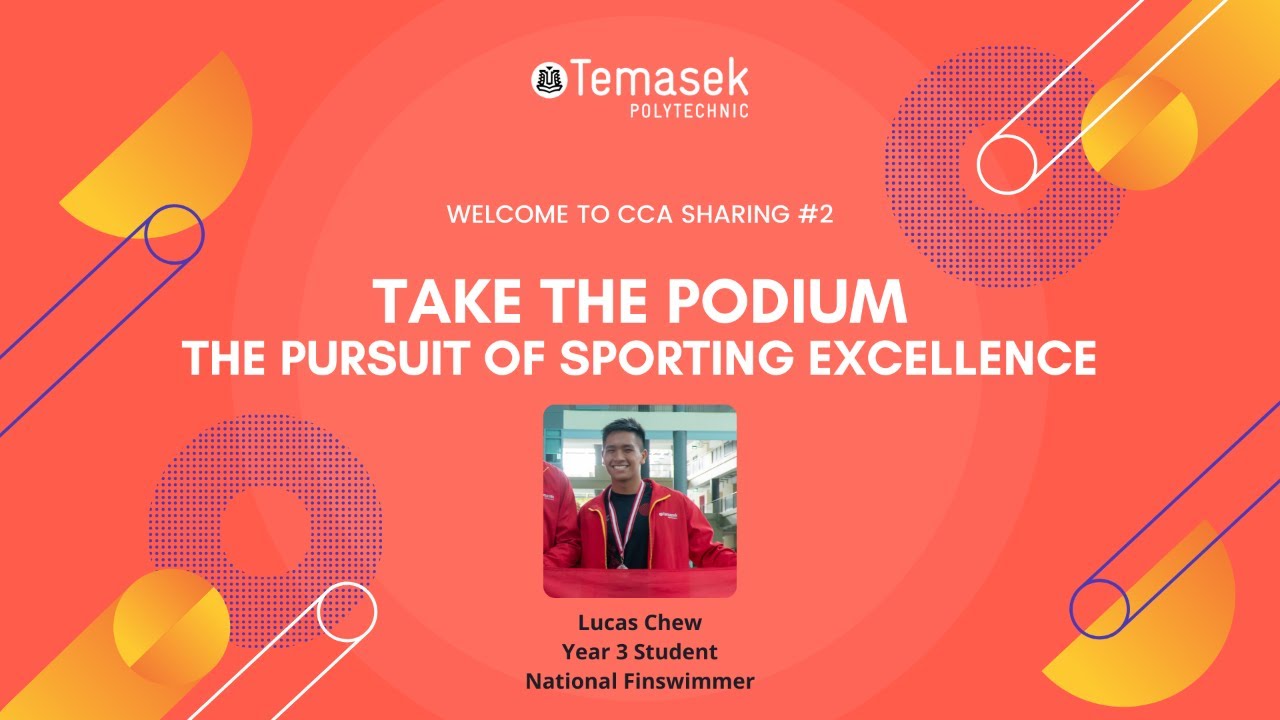 Temasek
POLYTECHNIC
WELCOME TO CCA SHARING #2
TAKE THE PODIUM
THE PURSUIT OF SPORTING EXCELLENCE
Lucas Chew
Year 3 Student
National Finswimmer